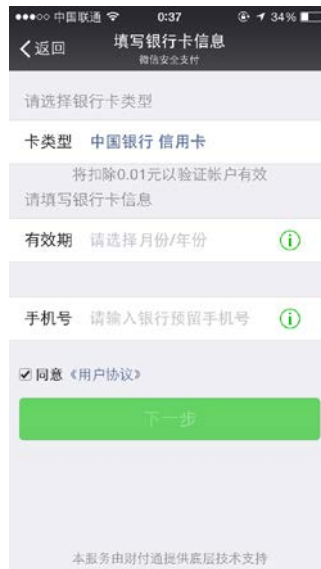 中国联通 0:37 34%
返回 填写银行卡信息
微信安全支付
请选择银行卡类型
卡类型 中国银行 信用卡
将扣除0.01元以验证帐户有效
请填写银行卡信息
有效期 请选择月份/年份
手机号 请输入银行预留手机号
同意《用户协议》
下一步
本服务由财付通提供底层技术支持